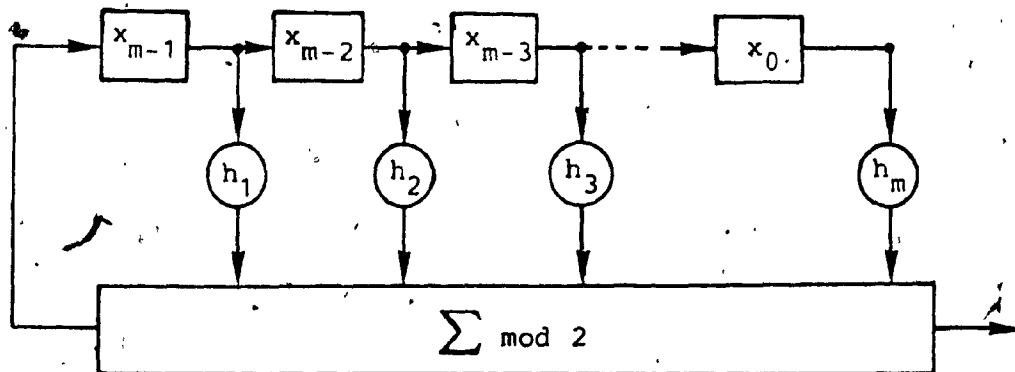 x_{m-1} x_{m-2} x_{m-3} x_0
h_1 h_2 h_3 h_m
∑ mod 2